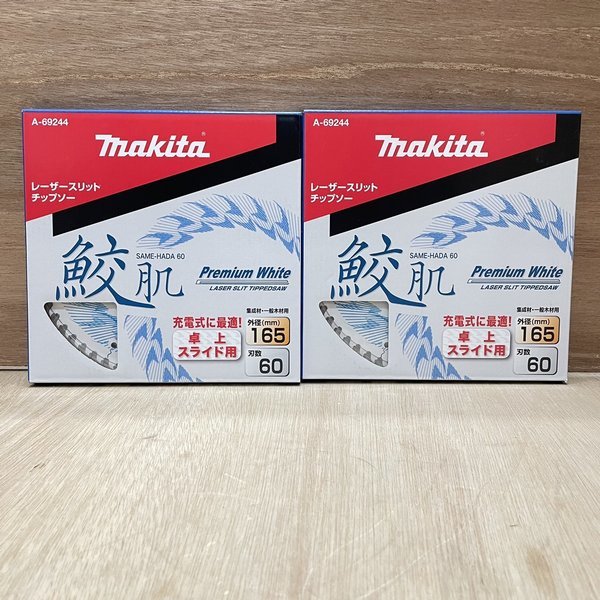 A-69244
makita®
レーザースリット
チップソー
鮫肌
SAME-HADA 60
Premium White
LASER SLIT TIPPEDSAW
集成材・一般木材用
充電式に最適!
卓上
スライド用
外径(mm)
165
刃数
60
A-69244
makita®
レーザースリット
チップソー
鮫肌
SAME-HADA 60
Premium White
LASER SLIT TIPPEDSAW
集成材・一般木材用
充電式に最適!
卓上
スライド用
外径(mm)
165
刃数
60